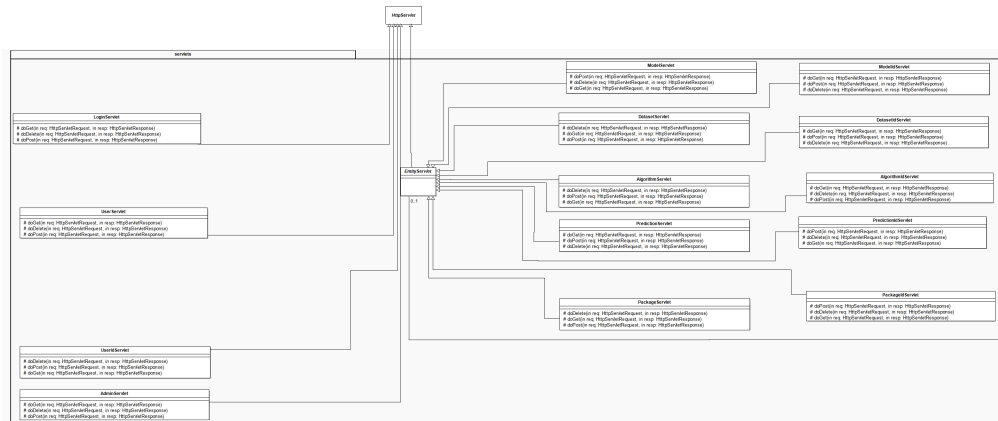 HttpServlet
servlets
ModelServlet
# doPost(in req: HttpServletRequest, in resp: HttpServletResponse)
# doDelete(in req: HttpServletRequest, in resp: HttpServletResponse)
# doGet(in req: HttpServletRequest, in resp: HttpServletResponse)
ModelIdServlet
# doGet(in req: HttpServletRequest, in resp: HttpServletResponse)
# doPost(in req: HttpServletRequest, in resp: HttpServletResponse)
# doDelete(in req: HttpServletRequest, in resp: HttpServletResponse)
LoginServlet
# doGet(in req: HttpServletRequest, in resp: HttpServletResponse)
# doDelete(in req: HttpServletRequest, in resp: HttpServletResponse)
# doPost(in req: HttpServletRequest, in resp: HttpServletResponse)
DatasetServlet
# doDelete(in req: HttpServletRequest, in resp: HttpServletResponse)
# doGet(in req: HttpServletRequest, in resp: HttpServletResponse)
# doPost(in req: HttpServletRequest, in resp: HttpServletResponse)
DatasetIdServlet
# doGet(in req: HttpServletRequest, in resp: HttpServletResponse)
# doPost(in req: HttpServletRequest, in resp: HttpServletResponse)
# doDelete(in req: HttpServletRequest, in resp: HttpServletResponse)
EntityServlet
0..1
AlgorithmServlet
# doDelete(in req: HttpServletRequest, in resp: HttpServletResponse)
# doPost(in req: HttpServletRequest, in resp: HttpServletResponse)
# doGet(in req: HttpServletRequest, in resp: HttpServletResponse)
AlgorithmIdServlet
# doGet(in req: HttpServletRequest, in resp: HttpServletResponse)
# doDelete(in req: HttpServletRequest, in resp: HttpServletResponse)
# doPost(in req: HttpServletRequest, in resp: HttpServletResponse)
UserServlet
# doGet(in req: HttpServletRequest, in resp: HttpServletResponse)
# doDelete(in req: HttpServletRequest, in resp: HttpServletResponse)
# doPost(in req: HttpServletRequest, in resp: HttpServletResponse)
PredictionServlet
# doGet(in req: HttpServletRequest, in resp: HttpServletResponse)
# doPost(in req: HttpServletRequest, in resp: HttpServletResponse)
# doDelete(in req: HttpServletRequest, in resp: HttpServletResponse)
PredictionIdServlet
# doPost(in req: HttpServletRequest, in resp: HttpServletResponse)
# doDelete(in req: HttpServletRequest, in resp: HttpServletResponse)
# doGet(in req: HttpServletRequest, in resp: HttpServletResponse)
PackageServlet
# doDelete(in req: HttpServletRequest, in resp: HttpServletResponse)
# doGet(in req: HttpServletRequest, in resp: HttpServletResponse)
# doPost(in req: HttpServletRequest, in resp: HttpServletResponse)
PackageIdServlet
# doPost(in req: HttpServletRequest, in resp: HttpServletResponse)
# doDelete(in req: HttpServletRequest, in resp: HttpServletResponse)
# doGet(in req: HttpServletRequest, in resp: HttpServletResponse)
UserIdServlet
# doDelete(in req: HttpServletRequest, in resp: HttpServletResponse)
# doPost(in req: HttpServletRequest, in resp: HttpServletResponse)
# doGet(in req: HttpServletRequest, in resp: HttpServletResponse)
AdminServlet
# doGet(in req: HttpServletRequest, in resp: HttpServletResponse)
# doDelete(in req: HttpServletRequest, in resp: HttpServletResponse)
# doPost(in req: HttpServletRequest, in resp: HttpServletResponse)